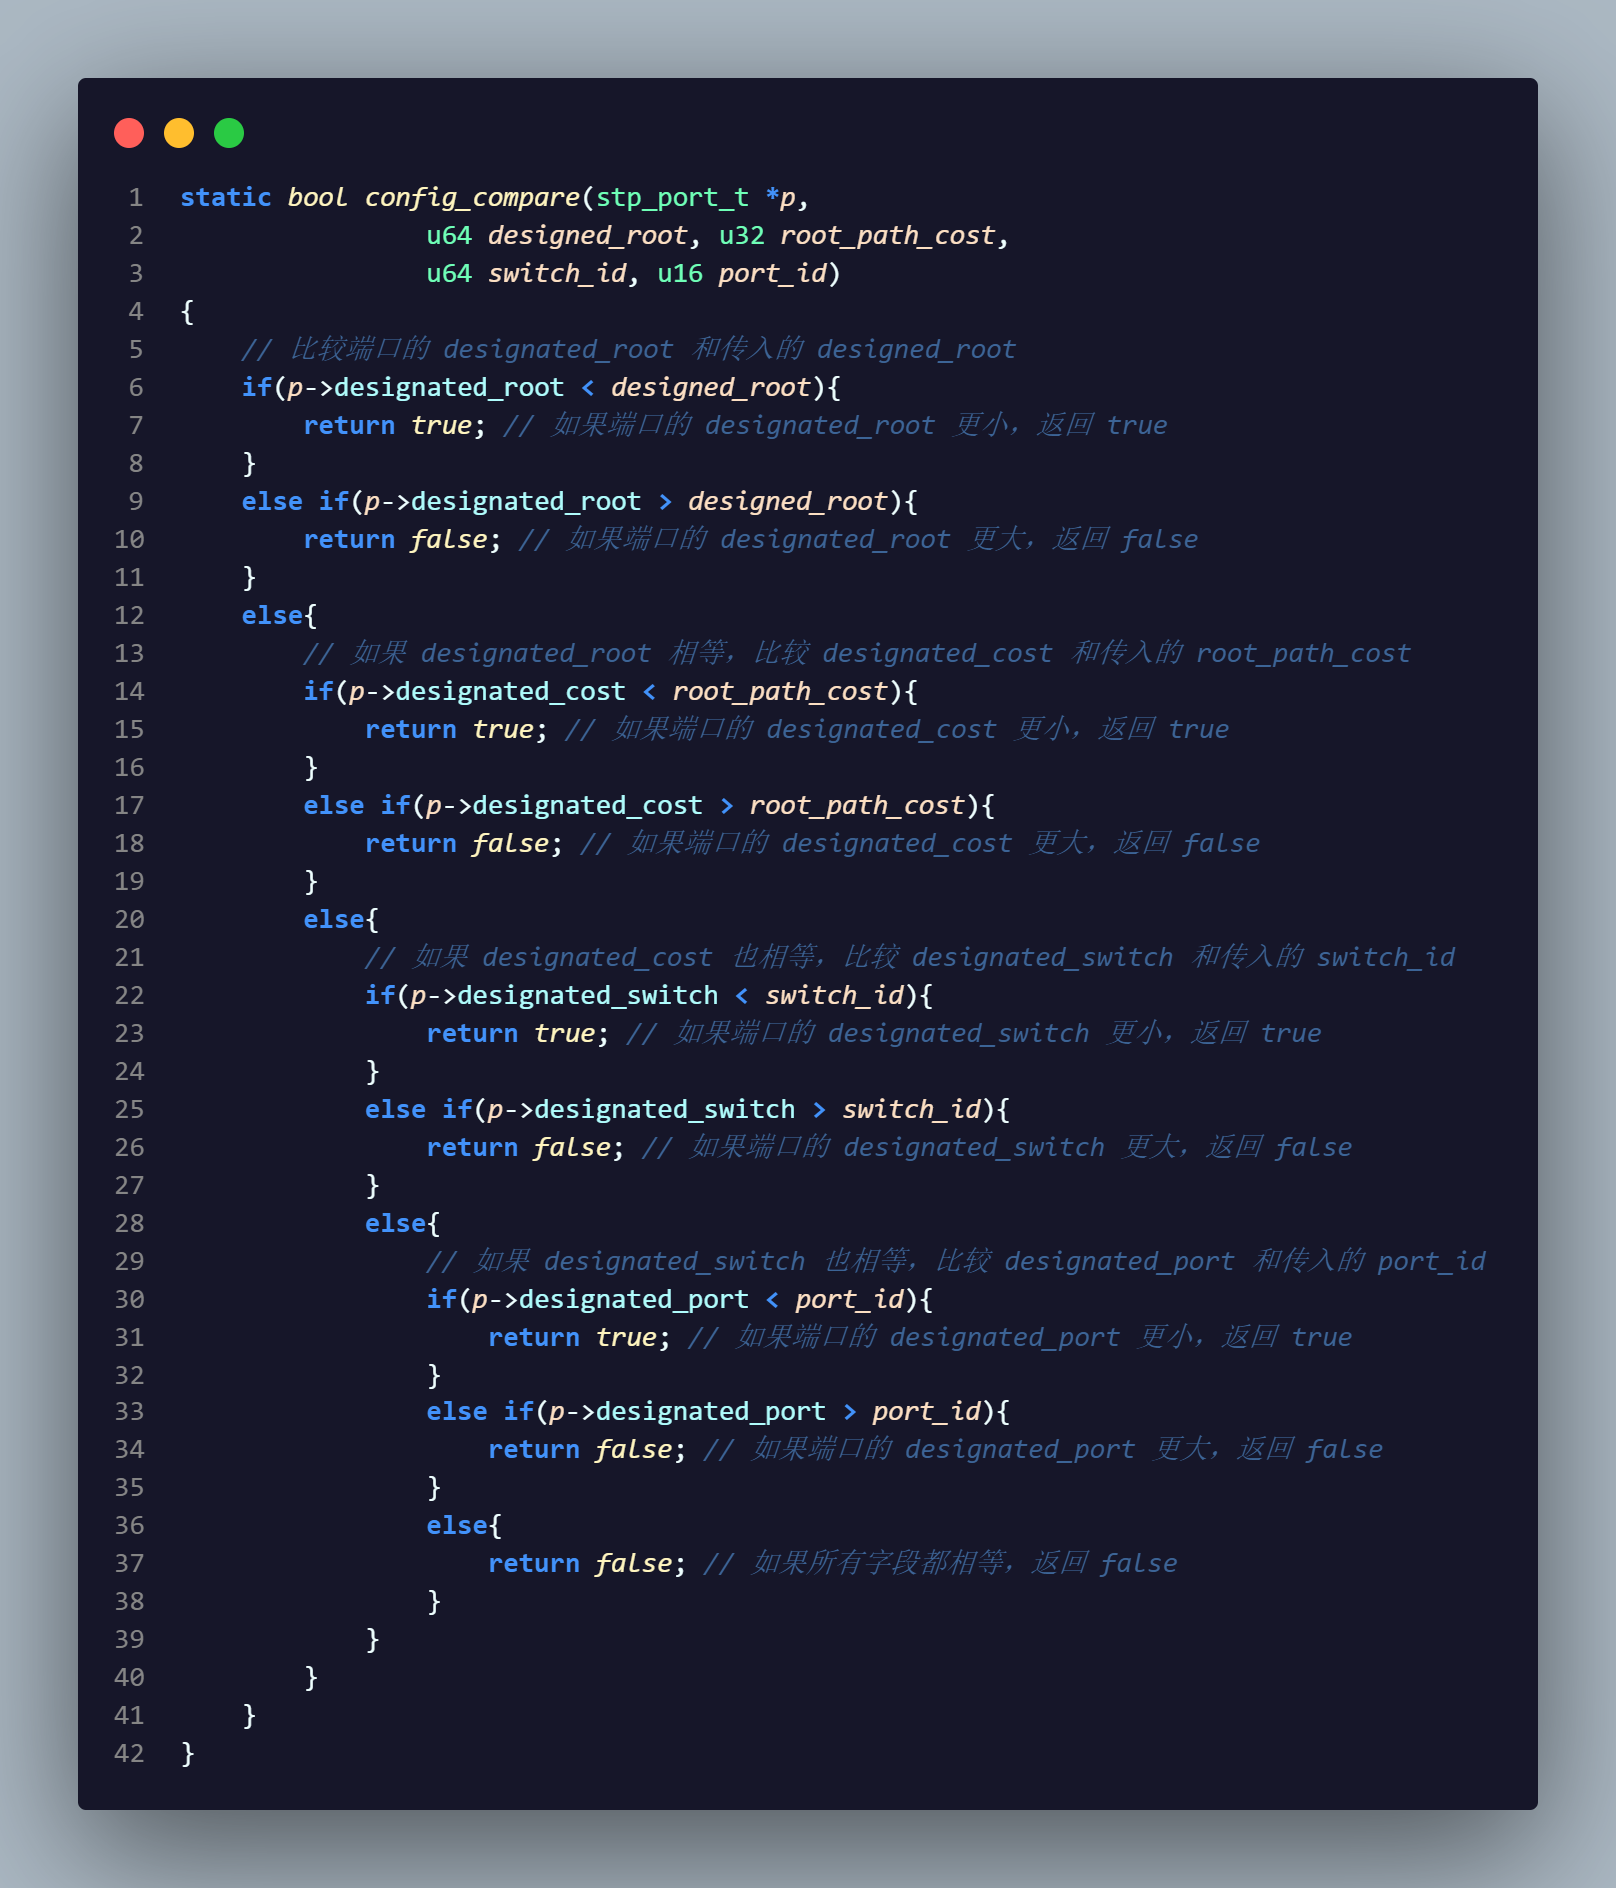 1 static bool config_compare(stp_port_t *p,
2                 u64 designed_root, u32 root_path_cost,
3                 u64 switch_id, u16 port_id)
4 {
5     // 比较端口的 designated_root 和传入的 designed_root
6     if(p->designated_root < designed_root){
7         return true; // 如果端口的 designated_root 更小，返回 true
8     }
9     else if(p->designated_root > designed_root){
10         return false; // 如果端口的 designated_root 更大，返回 false
11     }
12     else{
13         // 如果 designated_root 相等，比较 designated_cost 和传入的 root_path_cost
14         if(p->designated_cost < root_path_cost){
15             return true; // 如果端口的 designated_cost 更小，返回 true
16         }
17         else if(p->designated_cost > root_path_cost){
18             return false; // 如果端口的 designated_cost 更大，返回 false
19         }
20         else{
21             // 如果 designated_cost 也相等，比较 designated_switch 和传入的 switch_id
22             if(p->designated_switch < switch_id){
23                 return true; // 如果端口的 designated_switch 更小，返回 true
24             }
25             else if(p->designated_switch > switch_id){
26                 return false; // 如果端口的 designated_switch 更大，返回 false
27             }
28             else{
29                 // 如果 designated_switch 也相等，比较 designated_port 和传入的 port_id
30                 if(p->designated_port < port_id){
31                     return true; // 如果端口的 designated_port 更小，返回 true
32                 }
33                 else if(p->designated_port > port_id){
34                     return false; // 如果端口的 designated_port 更大，返回 false
35                 }
36                 else{
37                     return false; // 如果所有字段都相等，返回 false
38                 }
39             }
40         }
41     }
42 }